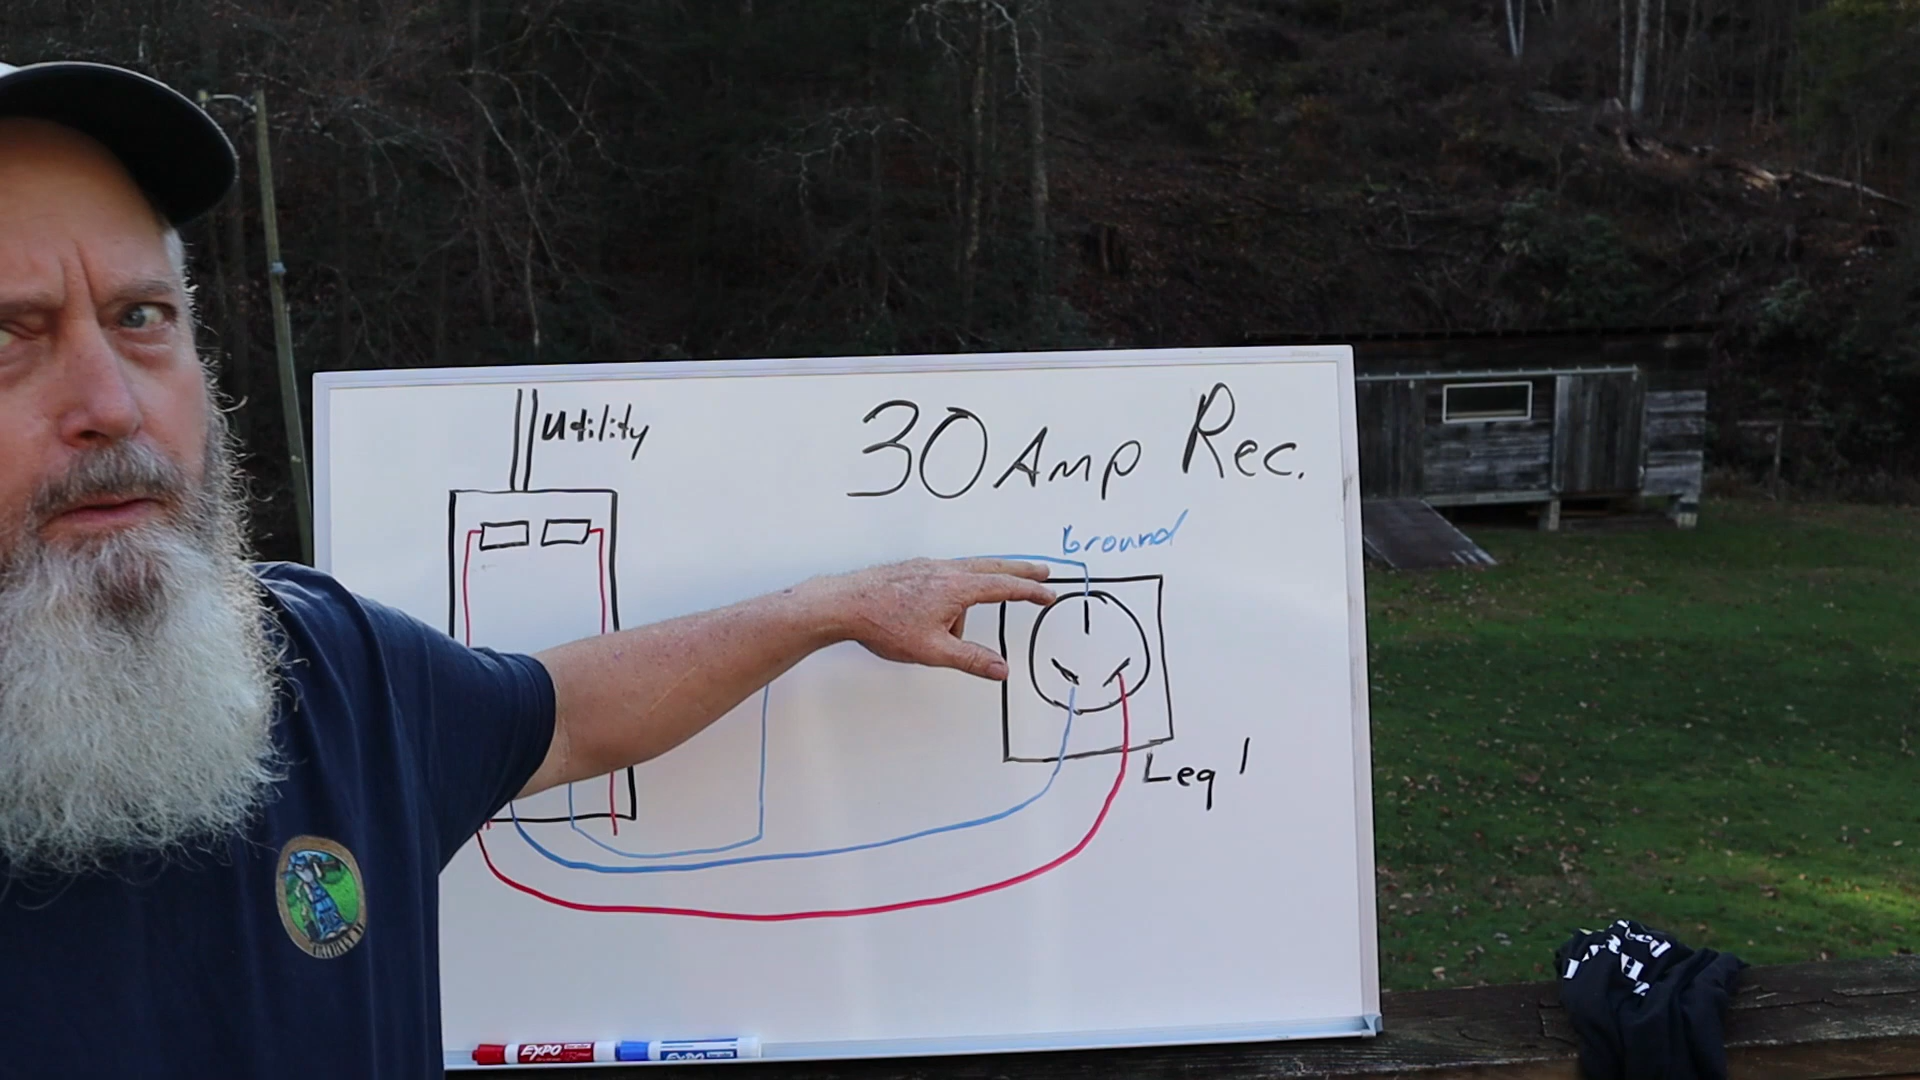 Utility
30 Amp Rec.
Ground
Leg 1
EXPO
EXPO